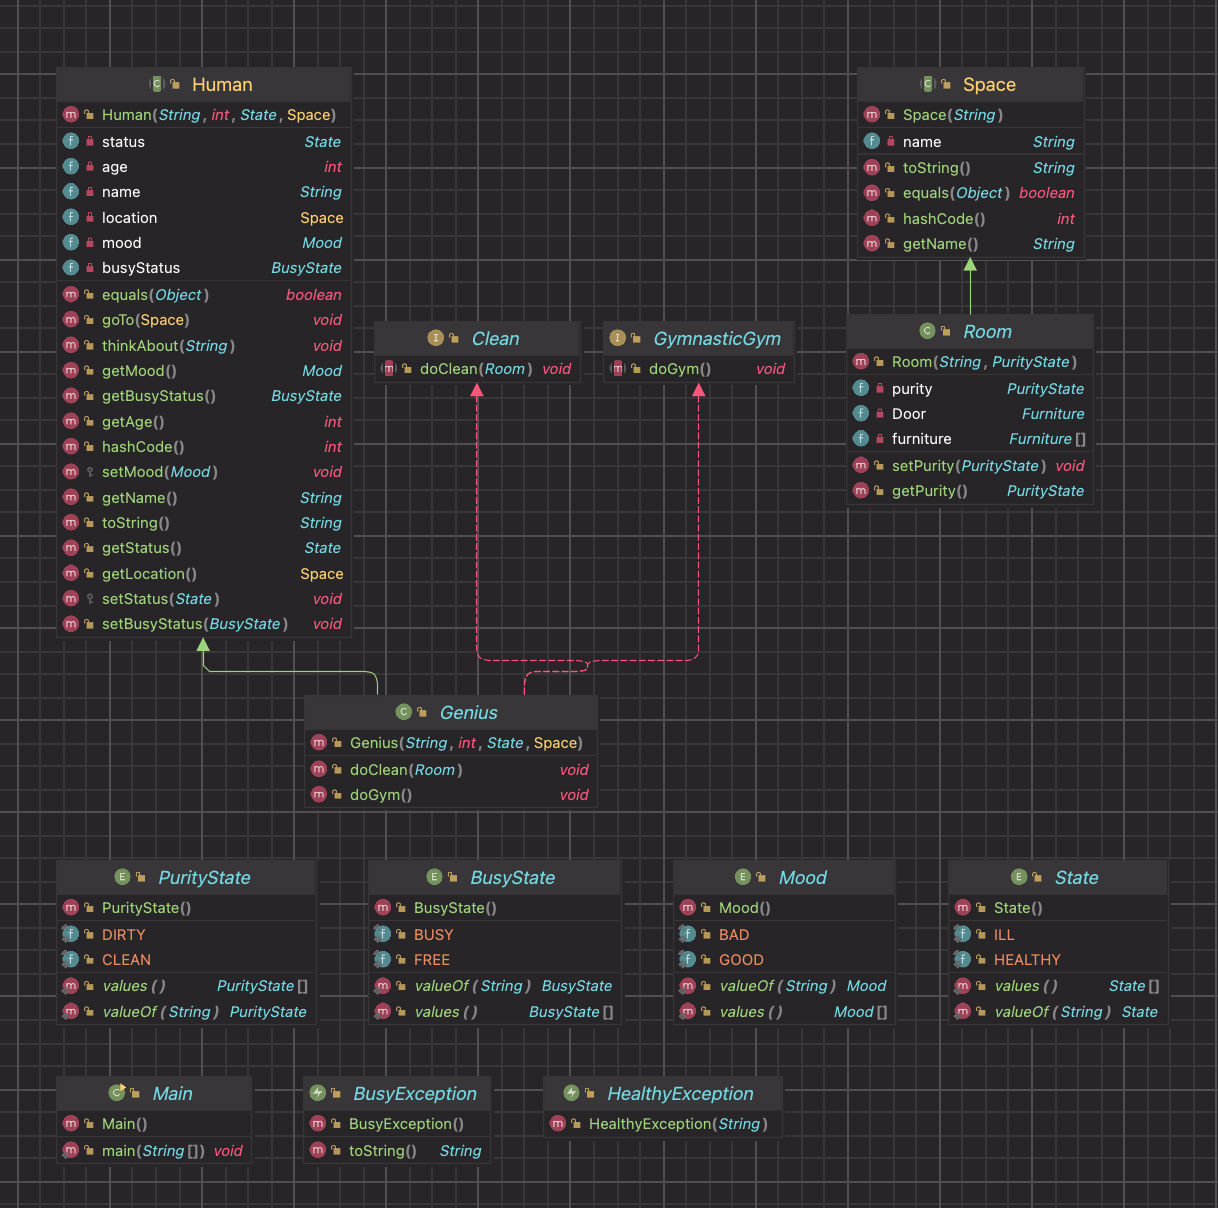 Human
Human(String, int, State, Space)
status State
age int
name String
location Space
mood Mood
busyStatus BusyState
equals(Object) boolean
goTo(Space) void
thinkAbout(String) void
getMood() Mood
getBusyStatus() BusyState
getAge() int
hashCode() int
setMood(Mood) void
getName() String
toString() String
getStatus() State
getLocation() Space
setStatus(State) void
setBusyStatus(BusyState) void
Clean
doClean(Room) void
GymnasticGym
doGym() void
Space
Space(String)
name String
toString() String
equals(Object) boolean
hashCode() int
getName() String
Room
Room(String, PurityState)
purity PurityState
Door Furniture
furniture Furniture[]
setPurity(PurityState) void
getPurity() PurityState
Genius
Genius(String, int, State, Space)
doClean(Room) void
doGym() void
PurityState
PurityState()
DIRTY
CLEAN
values() PurityState[]
valueOf(String) PurityState
BusyState
BusyState()
BUSY
FREE
valueOf(String) BusyState
values() BusyState[]
Mood
Mood()
BAD
GOOD
valueOf(String) Mood
values() Mood[]
State
State()
ILL
HEALTHY
values() State[]
valueOf(String) State
Main
Main()
main(String[]) void
BusyException
BusyException()
toString() String
HealthyException
HealthyException(String)